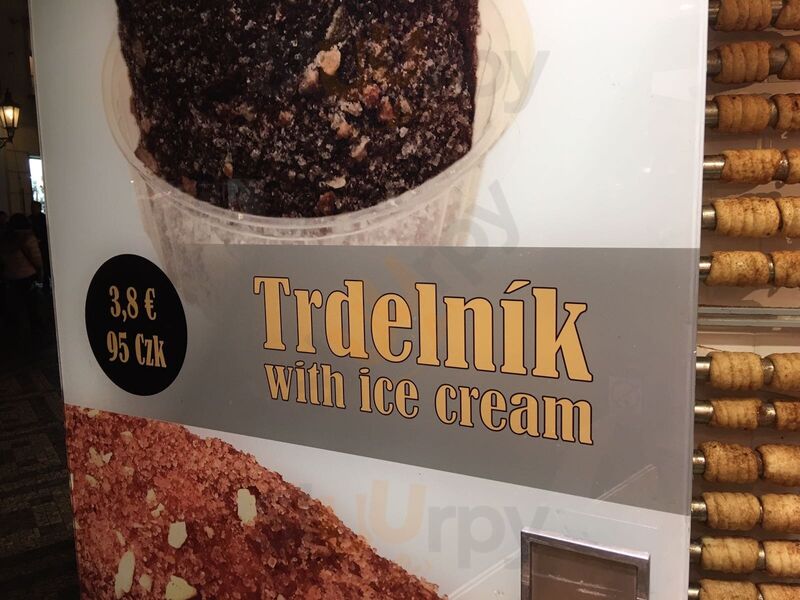 3,8 €
95 Czk
Trdelník
with ice cream